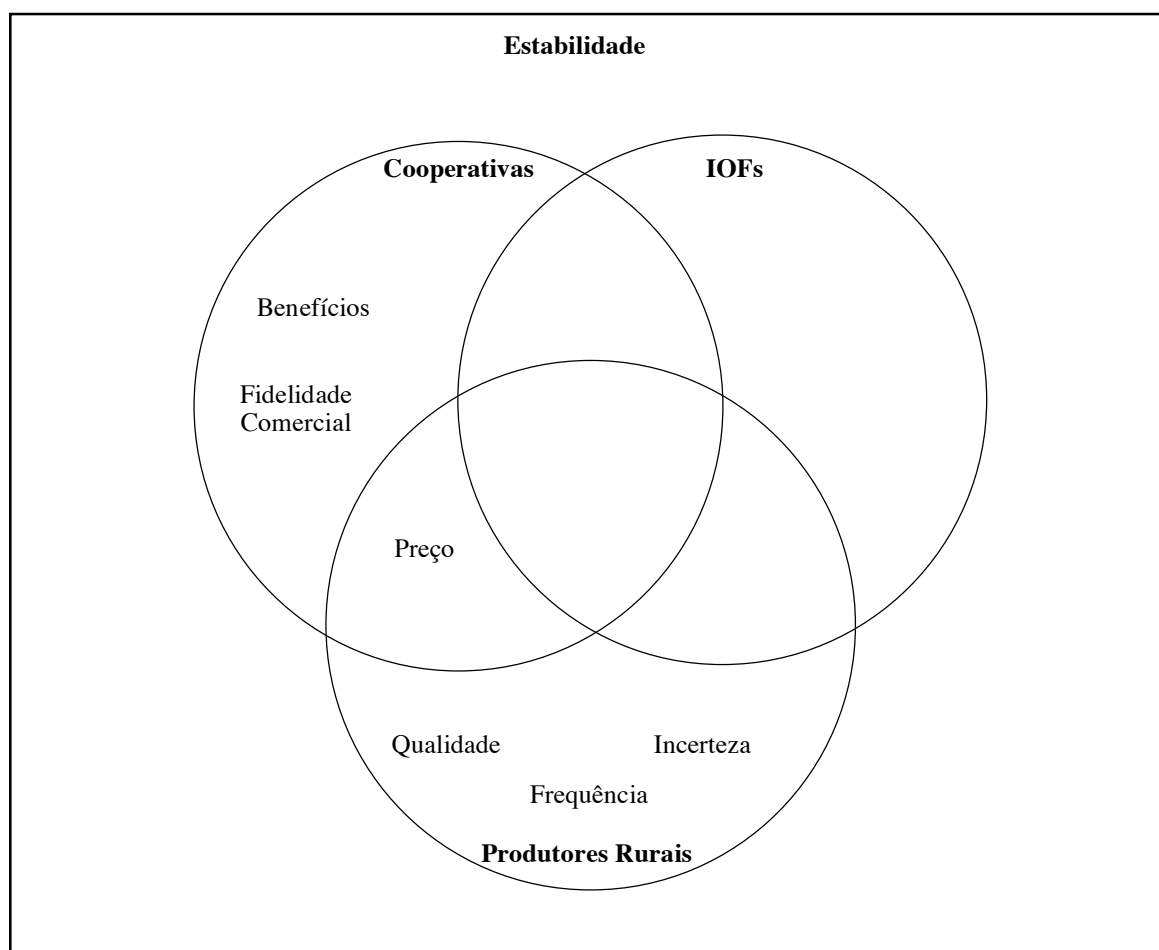 Estabilidade
Cooperativas
IOFs
Benefícios
Fidelidade
Comercial
Preço
Qualidade
Incerteza
Frequência
Produtores Rurais